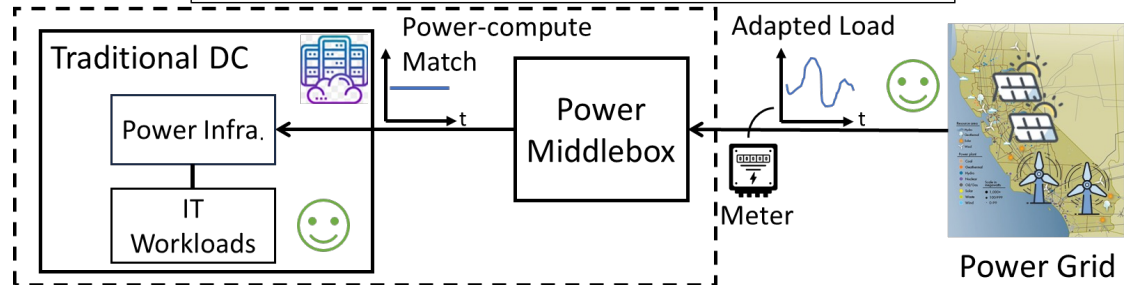 Traditional DC
Power Infra.
IT
Workloads
Power-compute
Match
t
Power
Middlebox
Adapted Load
t
Meter
Power Grid